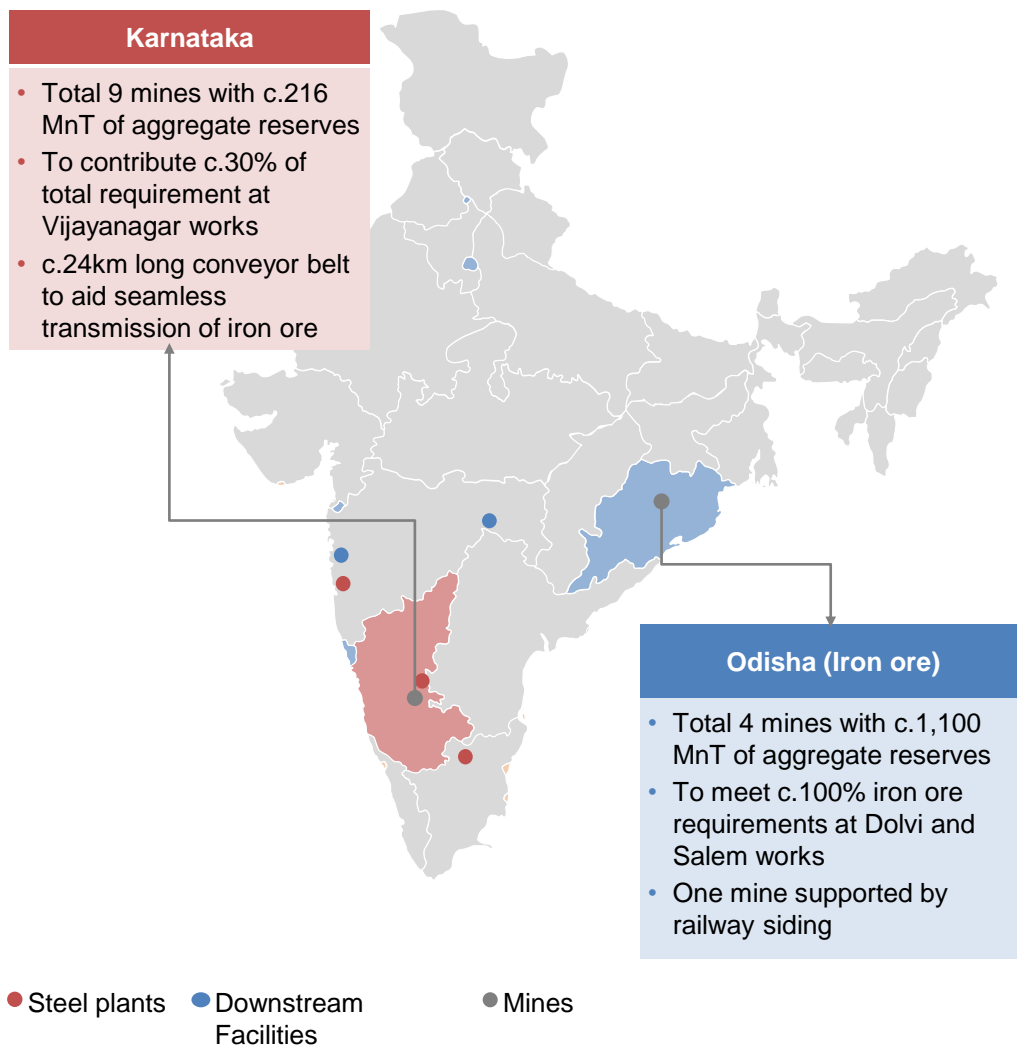 Karnataka
• Total 9 mines with c.216
MnT of aggregate reserves
• To contribute c.30% of
total requirement at
Vijayanagar works
• c.24km long conveyor belt
to aid seamless
transmission of iron ore
Odisha (Iron ore)
• Total 4 mines with c.1,100
MnT of aggregate reserves
• To meet c.100% iron ore
requirements at Dolvi and
Salem works
• One mine supported by
railway siding
Steel plants
Downstream
Facilities
Mines